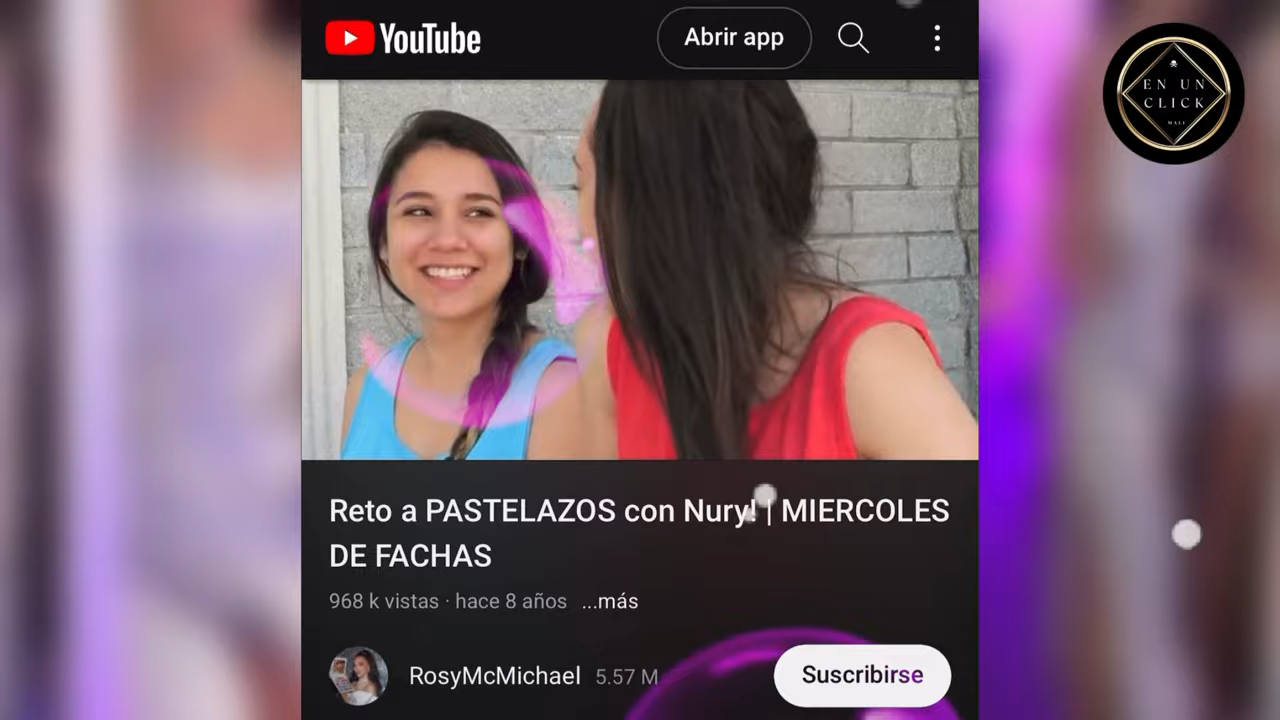 YouTube
Abrir app
EN UN
CLICK
MALI
Reto a PASTELAZOS con Nury! | MIERCOLES
DE FACHAS
968 k vistas · hace 8 años ...más
RosyMcMichael 5.57 M
Suscribirse